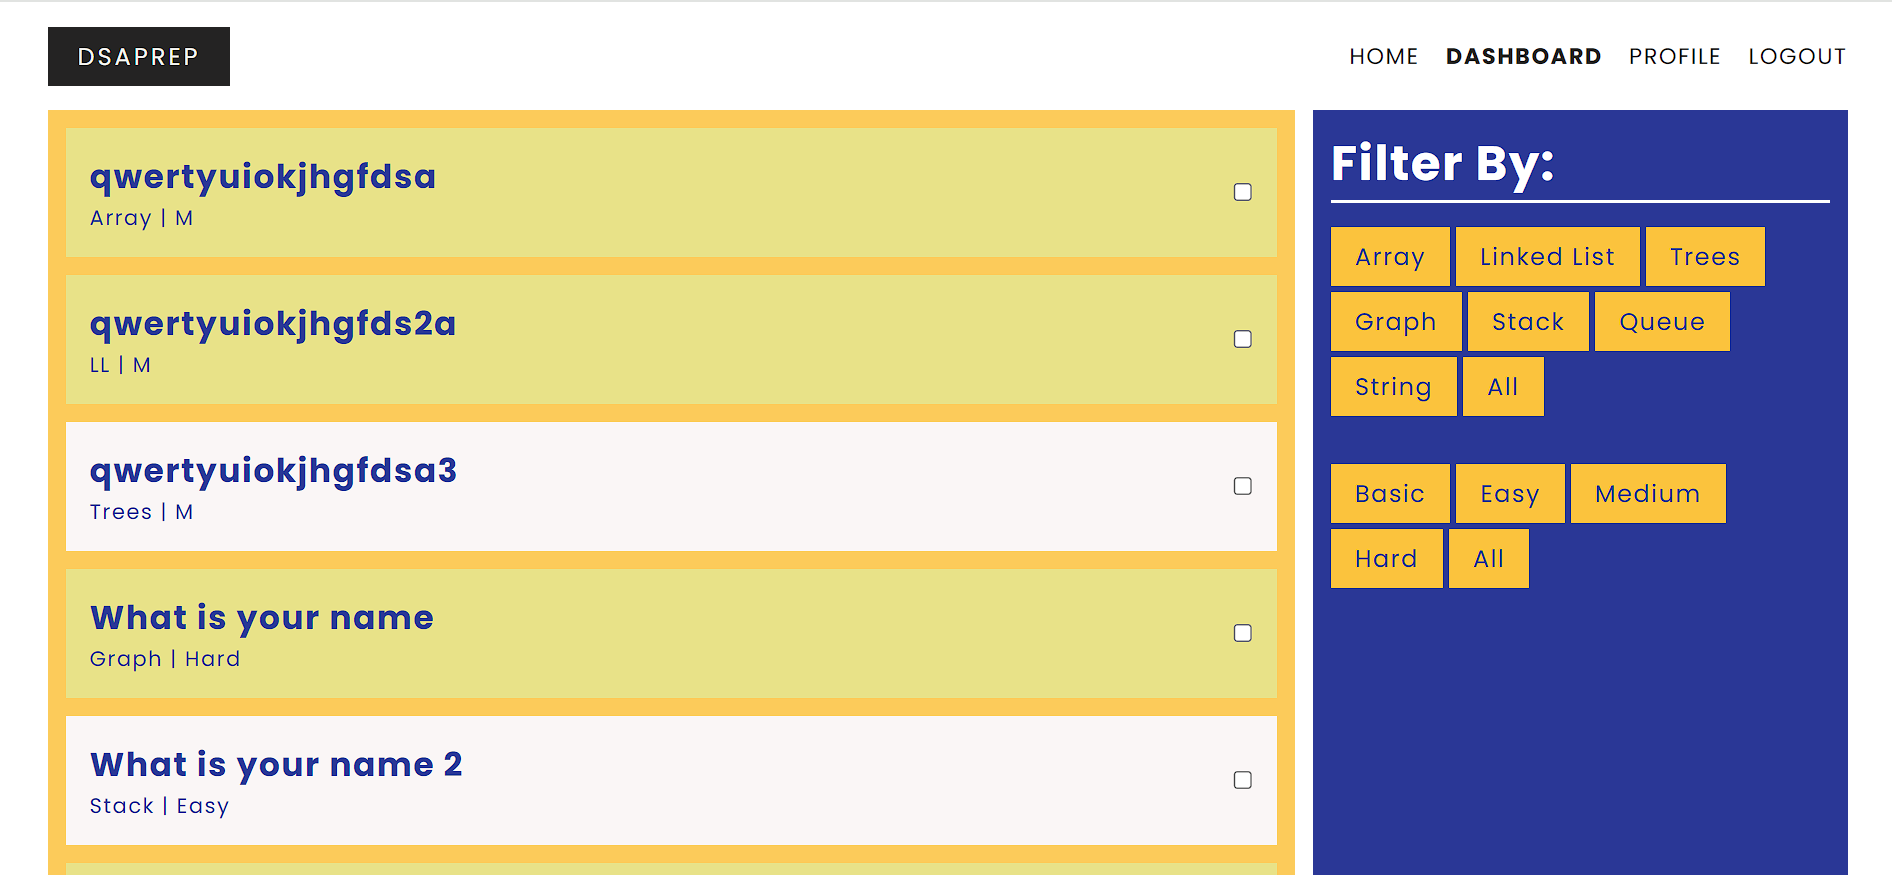 DSAPREP
HOME DASHBOARD PROFILE LOGOUT
qwertyuiokjhgfdsa
Array | M
qwertyuiokjhgfds2a
LL | M
qwertyuiokjhgfdsa3
Trees | M
What is your name
Graph | Hard
What is your name 2
Stack | Easy
Filter By:
Array Linked List Trees
Graph Stack Queue
String All
Basic Easy Medium
Hard All